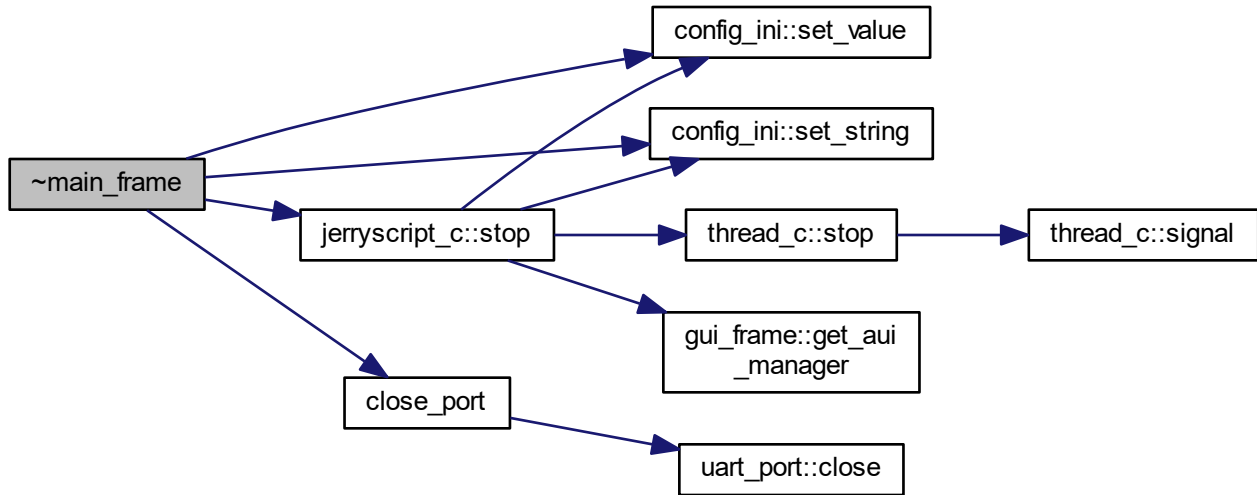 config_ini::set_value
config_ini::set_string
~main_frame
jerryscript_c::stop
thread_c::stop
thread_c::signal
gui_frame::get_aui
_manager
close_port
uart_port::close